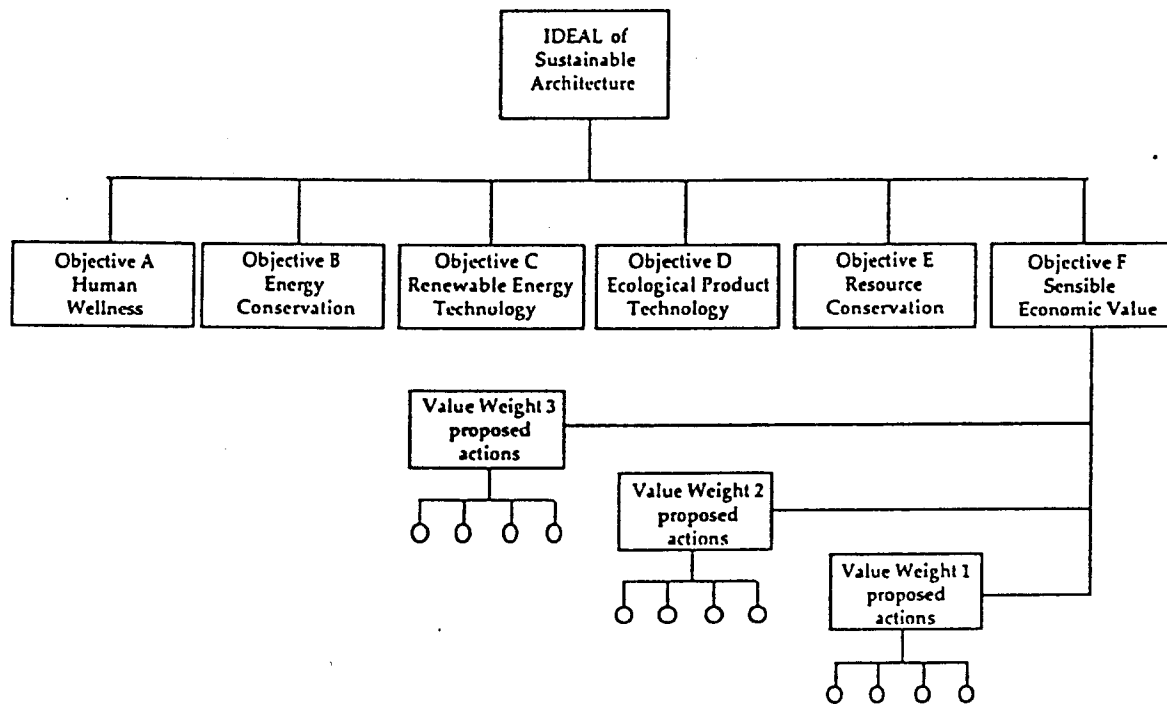 IDEAL of
Sustainable
Architecture
Objective A
Human
Wellness
Objective B
Energy
Conservation
Objective C
Renewable Energy
Technology
Objective D
Ecological Product
Technology
Objective E
Resource
Conservation
Objective F
Sensible
Economic Value
Value Weight 3
proposed
actions
Value Weight 2
proposed
actions
Value Weight 1
proposed
actions